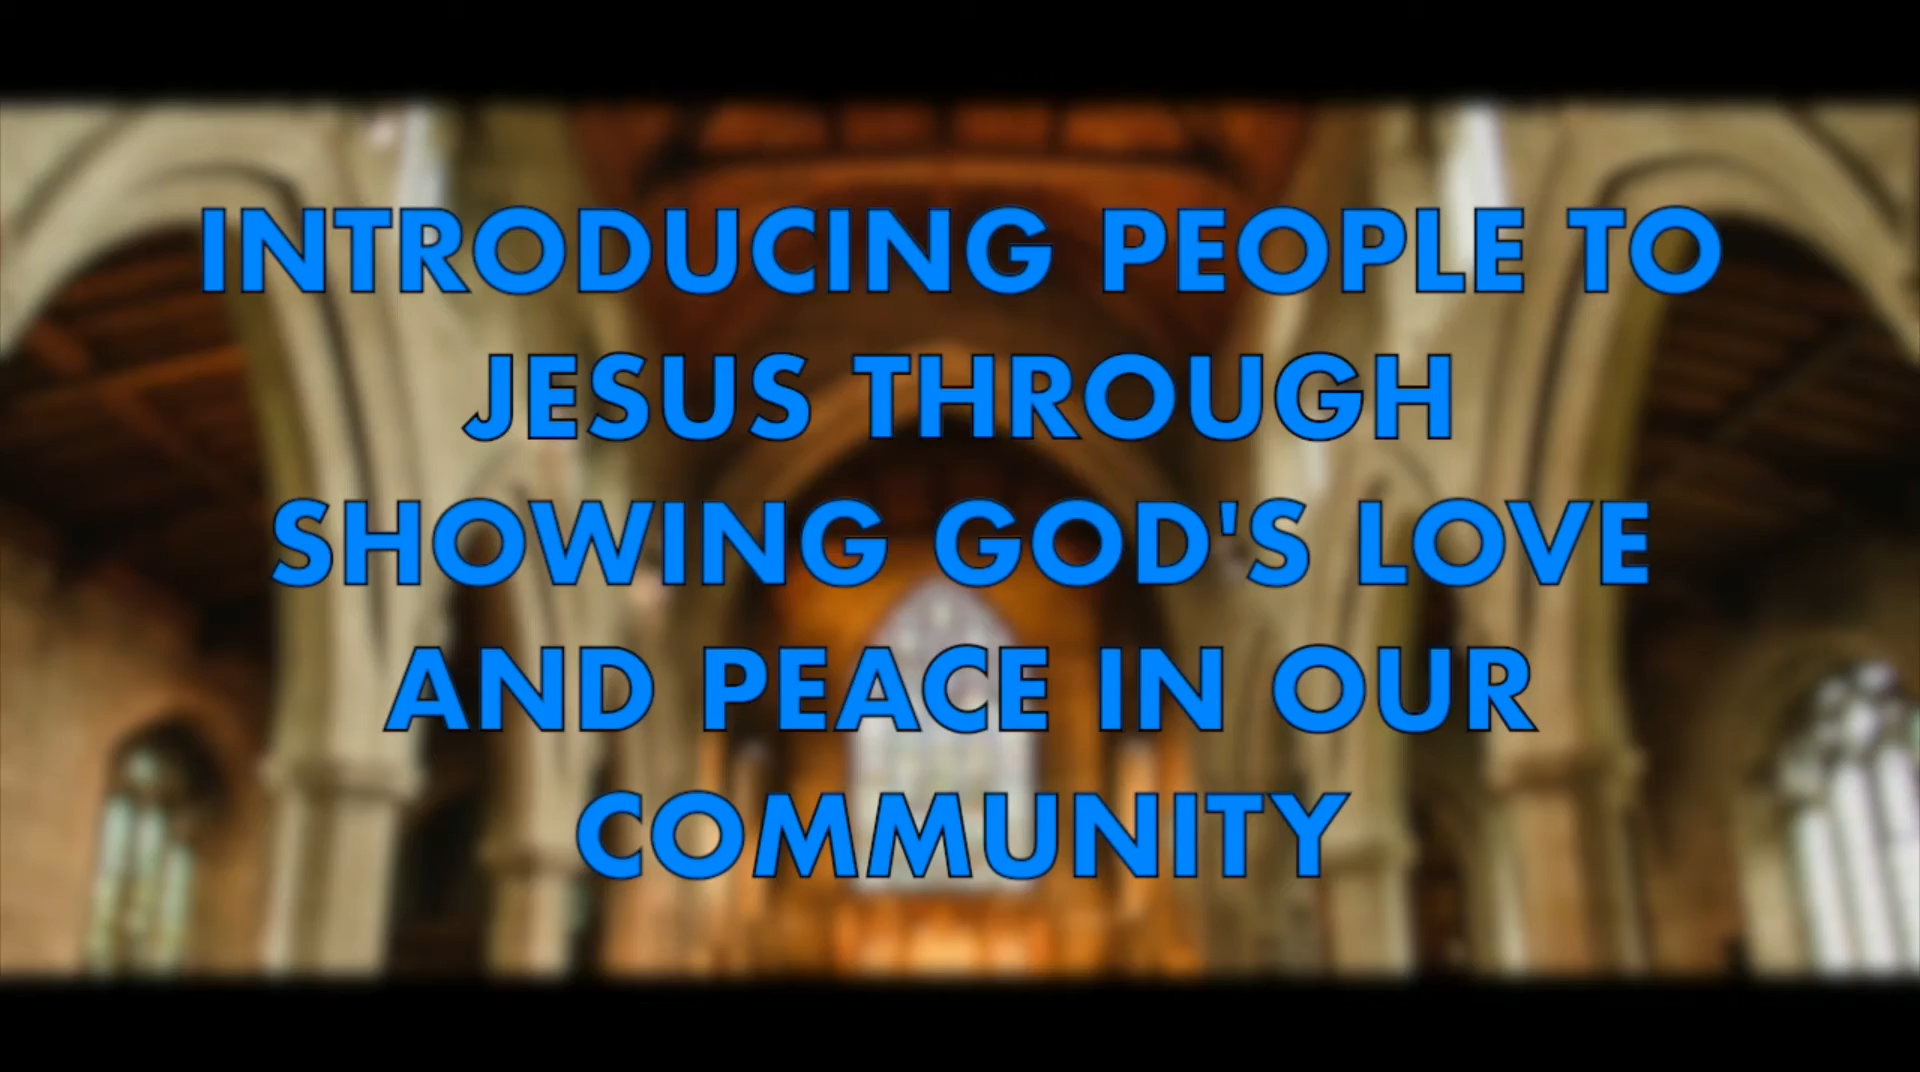 INTRODUCING PEOPLE TO
JESUS THROUGH
SHOWING GOD'S LOVE
AND PEACE IN OUR
COMMUNITY